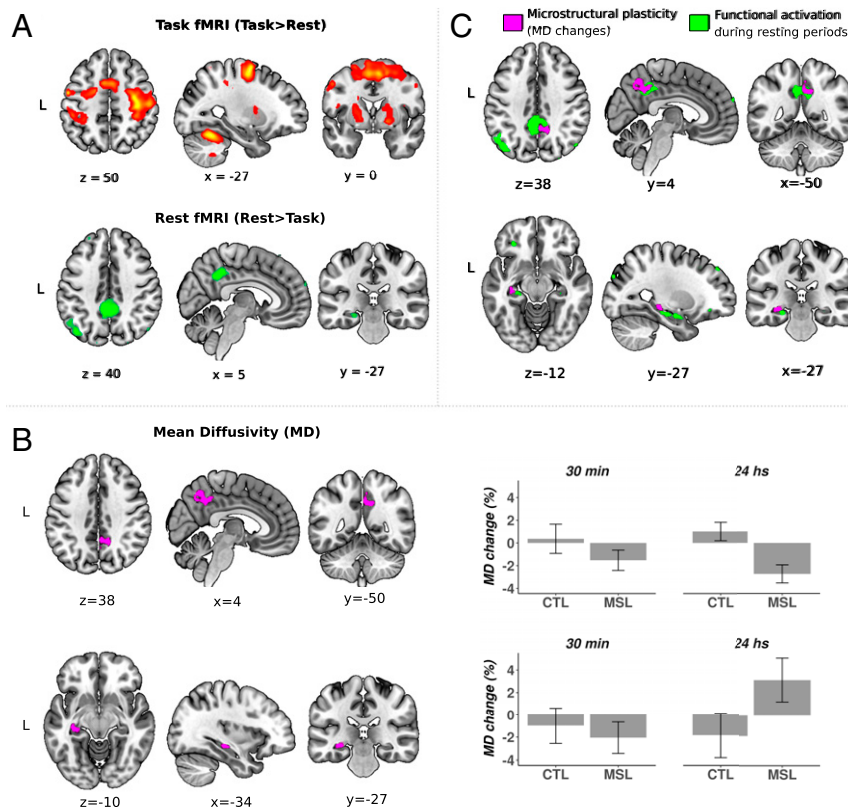 A
Task fMRI (Task>Rest)
L
z = 50
x = -27
y = 0
Rest fMRI (Rest>Task)
L
z = 40
x = 5
y = -27
C
Microstructural plasticity
(MD changes)
Functional activation
during resting periods
L
z=38
y=4
x=-50
L
z=-12
y=-27
x=-27
B
Mean Diffusivity (MD)
L
z=38
x=4
y=-50
L
z=-10
x=-34
y=-27
30 min
24 hs
MD change (%)
4
2
0
-2
-4
CTL
MSL
CTL
MSL
30 min
24 hs
MD change (%)
4
2
0
-2
-4
CTL
MSL
CTL
MSL